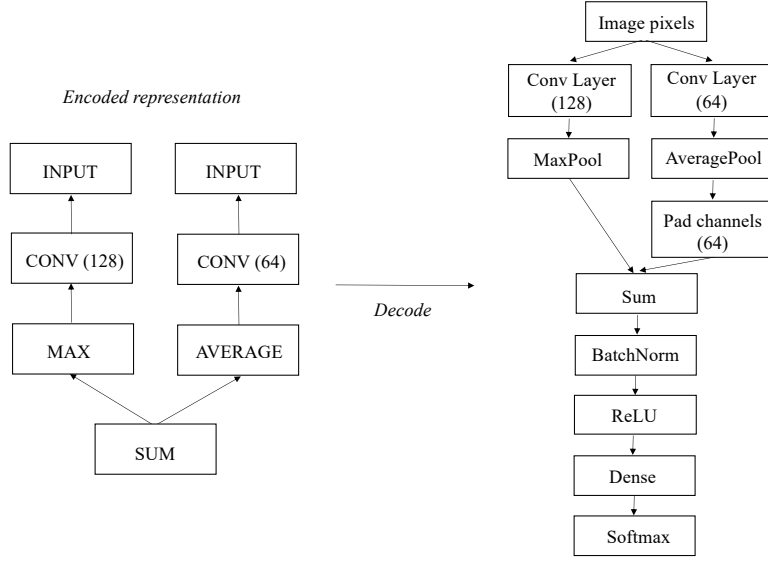 Encoded representation
INPUT
INPUT
CONV (128)
CONV (64)
MAX
AVERAGE
SUM
Decode
Image pixels
Conv Layer
(128)
Conv Layer
(64)
MaxPool
AveragePool
Pad channels
(64)
Sum
BatchNorm
ReLU
Dense
Softmax